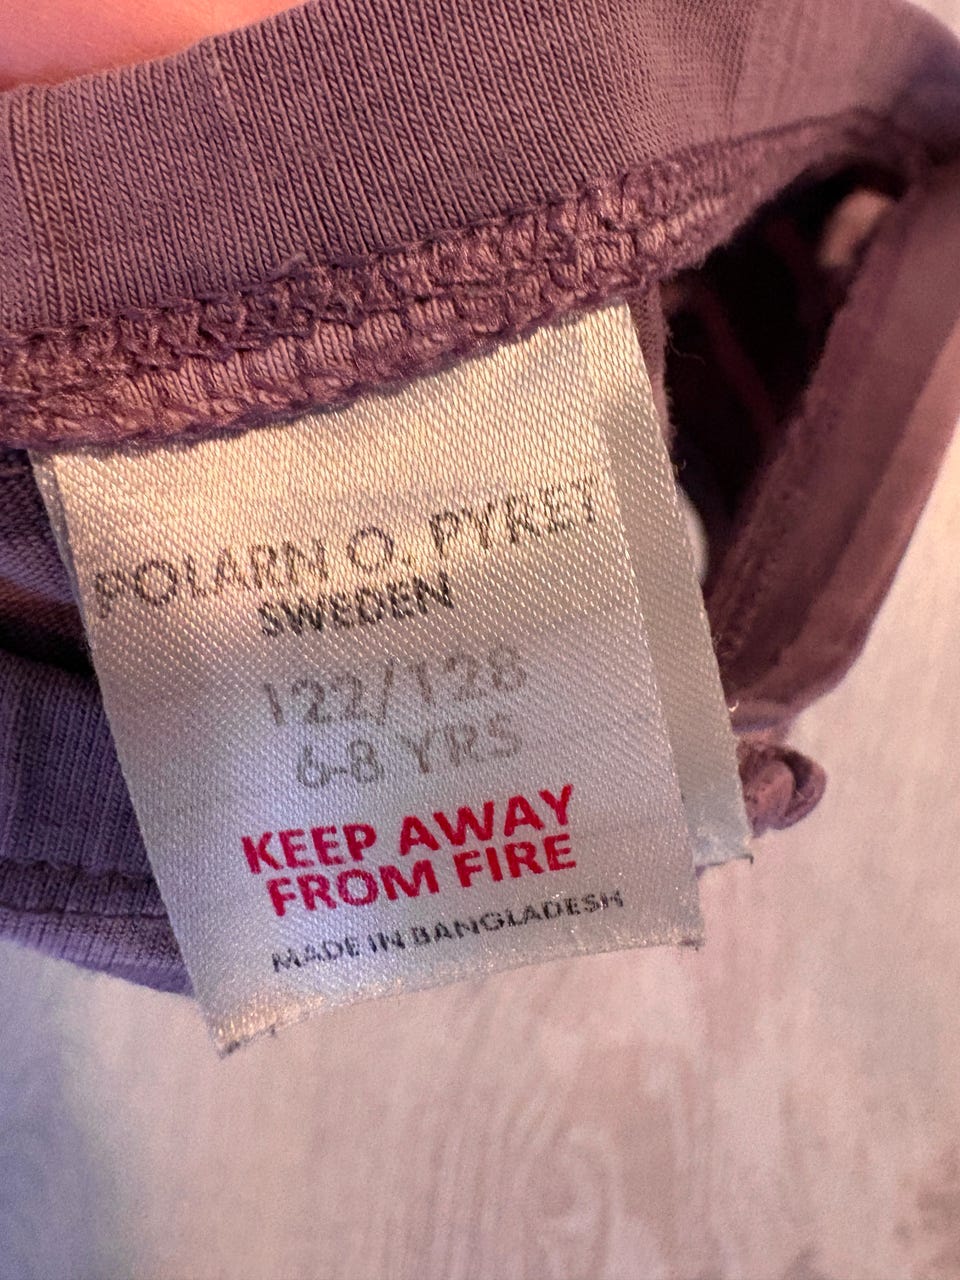 POLARN O. PYRET
SWEDEN
122/128
6-8 YRS
KEEP AWAY
FROM FIRE
MADE IN BANGLADESH